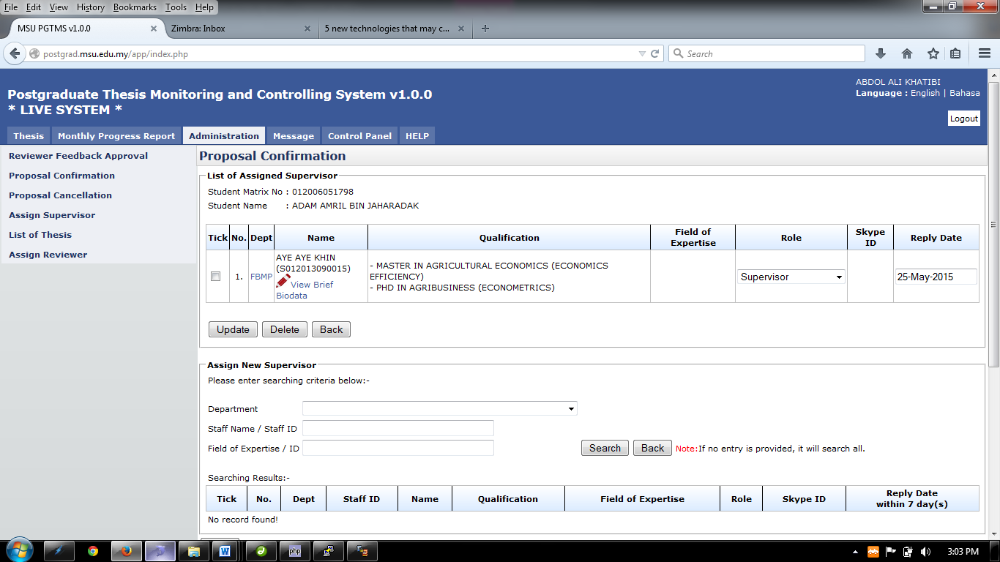 File Edit View History Bookmarks Tools Help
MSU PGTMS v1.0.0
Zimbra: Inbox
5 new technologies that may c...
postgrad.msu.edu.my/app/index.php
Search
ABDOL ALI KHATIBI
Language : English | Bahasa
Postgraduate Thesis Monitoring and Controlling System v1.0.0
* LIVE SYSTEM *
Logout
Thesis Monthly Progress Report Administration Message Control Panel HELP
Reviewer Feedback Approval
Proposal Confirmation
Proposal Cancellation
Assign Supervisor
List of Thesis
Assign Reviewer
Proposal Confirmation
List of Assigned Supervisor
Student Matrix No : 012006051798
Student Name : ADAM AMRIL BIN JAHARADAK
Tick No. Dept Name Qualification Field of Expertise Role Skype ID Reply Date
1. FBMP
AYE AYE KHIN
(S012013090015)
View Brief
Biodata
- MASTER IN AGRICULTURAL ECONOMICS (ECONOMICS
EFFICIENCY)
- PHD IN AGRIBUSINESS (ECONOMETRICS)
Supervisor
25-May-2015
Update Delete Back
Assign New Supervisor
Please enter searching criteria below:-
Department
Staff Name / Staff ID
Field of Expertise / ID
Search Back Note:If no entry is provided, it will search all.
Searching Results:-
Tick No. Dept Staff ID Name Qualification Field of Expertise Role Skype ID Reply Date within 7 day(s)
No record found!
php
3:03 PM